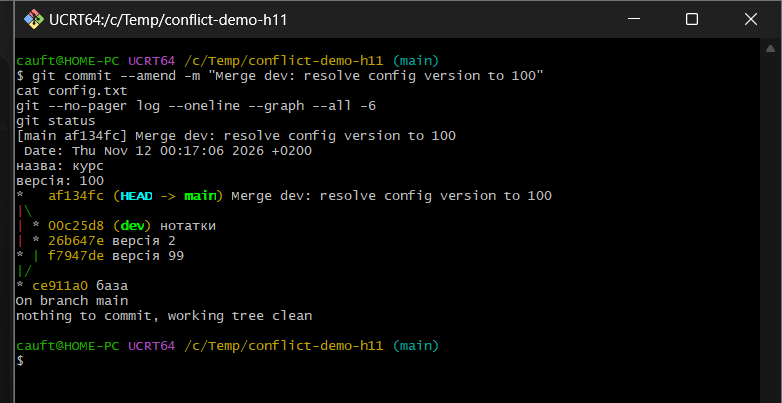 UCRT64:/c/Temp/conflict-demo-h11
cauft@HOME-PC UCRT64 /c/Temp/conflict-demo-h11 (main)
$ git commit --amend -m "Merge dev: resolve config version to 100"
cat config.txt
git --no-pager log --oneline --graph --all -6
git status
[main af134fc] Merge dev: resolve config version to 100
 Date: Thu Nov 12 00:17:06 2026 +0200
назва: курс
версія: 100
*   af134fc (HEAD -> main) Merge dev: resolve config version to 100
|\
| * 00c25d8 (dev) нотатки
| * 26b647e версія 2
* | f7947de версія 99
|/
* ce911a0 база
On branch main
nothing to commit, working tree clean
cauft@HOME-PC UCRT64 /c/Temp/conflict-demo-h11 (main)
$